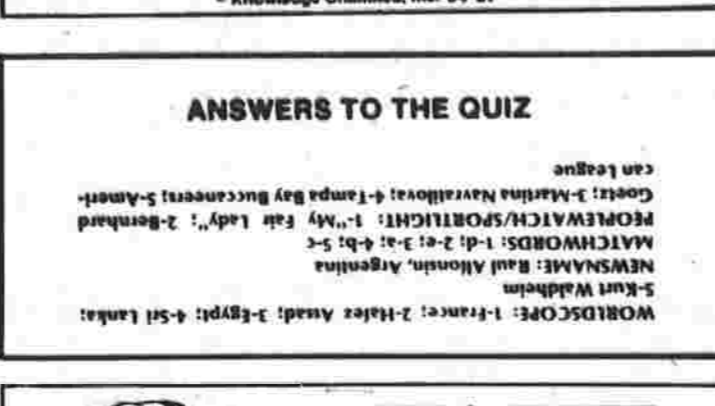 ANSWERS TO THE QUIZ
WORLDSCOPE: 1-France; 2-Hafez Assad; 3-Egypt; 4-Sri Lanka;
5-Kurt Waldheim
NEWSNAME: Raul Alfonsin, Argentina
MATCHWORDS: 1-d; 2-e; 3-a; 4-b; 5-c
PEOPLEWATCH/SPORTLIGHT: 1-"My Fair Lady"; 2-Bernhard
Goetz; 3-Martina Navratilova; 4-Tampa Bay Buccaneers; 5-Ameri-
can League